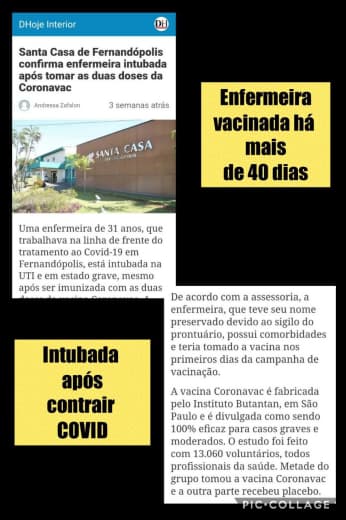 DHoje Interior
DH
Santa Casa de Fernandópolis
confirma enfermeira intubada
após tomar as duas doses da
Coronavac
Andressa Zafalon
3 semanas atrás
SANTA CASA
Uma enfermeira de 31 anos, que
trabalhava na linha de frente do
tratamento ao Covid-19 em
Fernandópolis, está intubada na
UTI e em estado grave, mesmo
após ser imunizada com as duas
Enfermeira
vacinada há
mais
de 40 dias
Intubada
após
contrair
COVID
De acordo com a assessoria, a
enfermeira, que teve seu nome
preservado devido ao sigilo do
prontuário, possui comorbidades
e teria tomado a vacina nos
primeiros dias da campanha de
vacinação.
A vacina Coronavac é fabricada
pelo Instituto Butantan, em São
Paulo e é divulgada como sendo
100% eficaz para casos graves e
moderados. O estudo foi feito
com 13.060 voluntários, todos
profissionais da saúde. Metade do
grupo tomou a vacina Coronavac
e a outra parte recebeu placebo.
PIC•COLLAGE